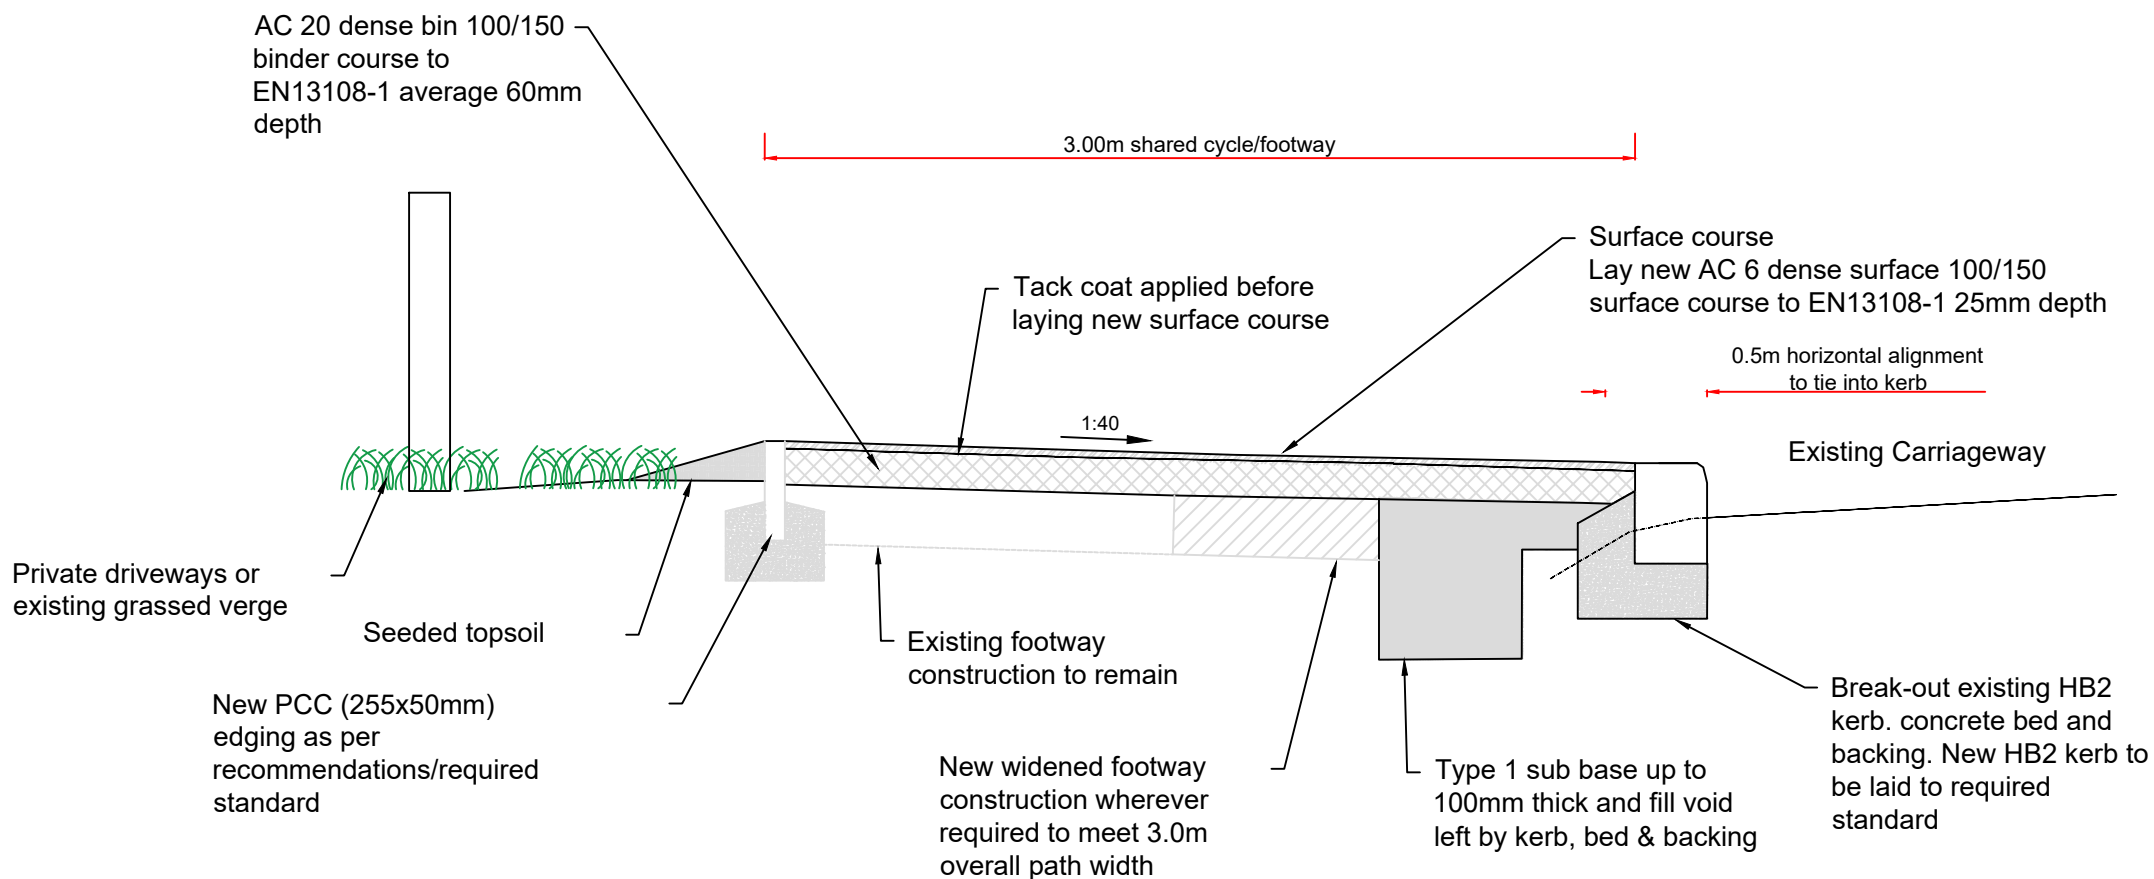 AC 20 dense bin 100/150
binder course to
EN13108-1 average 60mm
depth
3.00m shared cycle/footway
Surface course
Lay new AC 6 dense surface 100/150
surface course to EN13108-1 25mm depth
Tack coat applied before
laying new surface course
0.5m horizontal alignment
to tie into kerb
1:40
Existing Carriageway
Private driveways or
existing grassed verge
Seeded topsoil
Existing footway
construction to remain
New PCC (255x50mm)
edging as per
recommendations/required
standard
New widened footway
construction wherever
required to meet 3.0m
overall path width
Type 1 sub base up to
100mm thick and fill void
left by kerb, bed & backing
Break-out existing HB2
kerb. concrete bed and
backing. New HB2 kerb to
be laid to required
standard